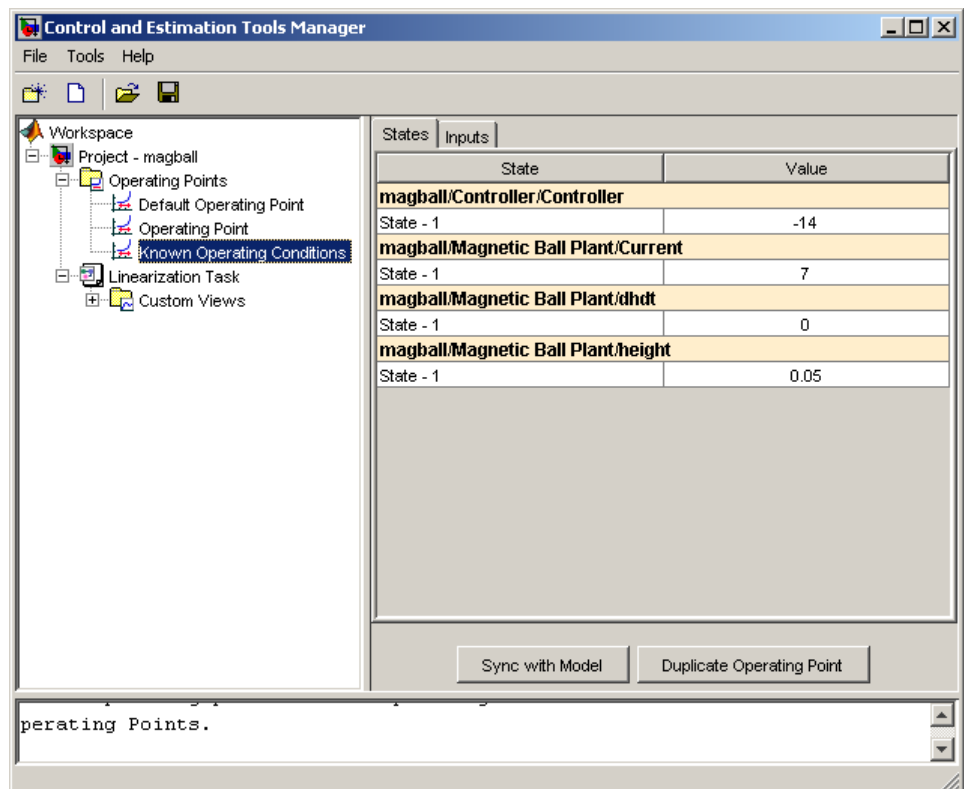 Control and Estimation Tools Manager
File Tools Help
Workspace
Project - magball
Operating Points
Default Operating Point
Operating Point
Known Operating Conditions
Linearization Task
Custom Views
States Inputs
State Value
magball/Controller/Controller
State - 1 -14
magball/Magnetic Ball Plant/Current
State - 1 7
magball/Magnetic Ball Plant/dhdt
State - 1 0
magball/Magnetic Ball Plant/height
State - 1 0.05
Sync with Model Duplicate Operating Point
perating Points.